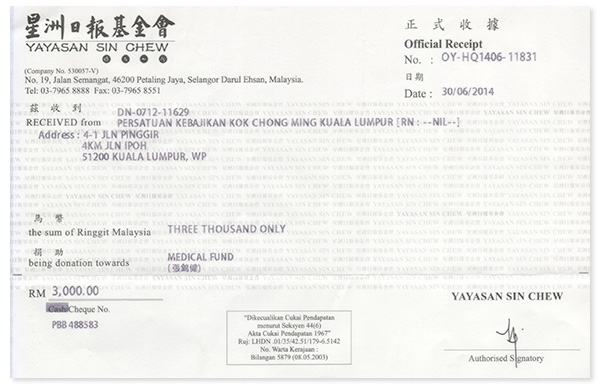 星洲日報基金會
YAYASAN SIN CHEW
(Company No. 530057-V)
No. 19, Jalan Semangat, 46200 Petaling Jaya, Selangor Darul Ehsan, Malaysia.
Tel: 03-7965 8888 Fax: 03-7965 8551
正式收據
Official Receipt
No. : OY-HQ1406-11831
日期
Date : 30/06/2014
茲收到
DN-0712-11629
RECEIVED from PERSATUAN KEBAJIKAN KOK CHONG MING KUALA LUMPUR [RN : --NIL--]
Address : 4-1 JLN PINGGIR
4KM JLN IPOH
51200 KUALA LUMPUR, WP
馬幣
the sum of Ringgit Malaysia THREE THOUSAND ONLY
捐助
being donation towards MEDICAL FUND
(張劍健)
RM 3,000.00
Cash/Cheque No.
PBB 488583
"Dikecualikan Cukai Pendapatan
menurut Seksyen 44(6)
Akta Cukai Pendapatan 1967"
Ruj: LHDN .01/35/42.51/179-6.5142
No. Warta Kerajaan :
Bilangan 5879 (08.05.2003)
YAYASAN SIN CHEW
Authorised Signatory